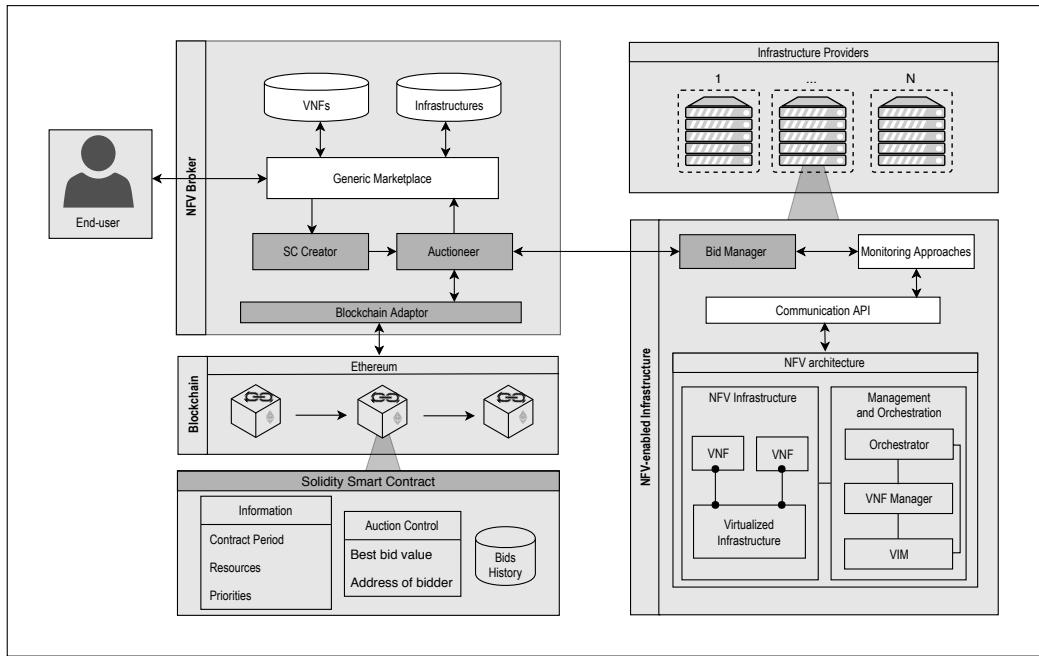 End-user
NFV Broker
VNFs
Infrastructures
Generic Marketplace
SC Creator
Auctioneer
Blockchain Adaptor
Blockchain
Ethereum
Solidity Smart Contract
Information
Contract Period
Resources
Priorities
Auction Control
Best bid value
Address of bidder
Bids
History
Infrastructure Providers
1
...
N
NFV-enabled Infrastructure
Bid Manager
Monitoring Approaches
Communication API
NFV architecture
NFV Infrastructure
VNF
VNF
Virtualized
Infrastructure
Management
and Orchestration
Orchestrator
VNF Manager
VIM